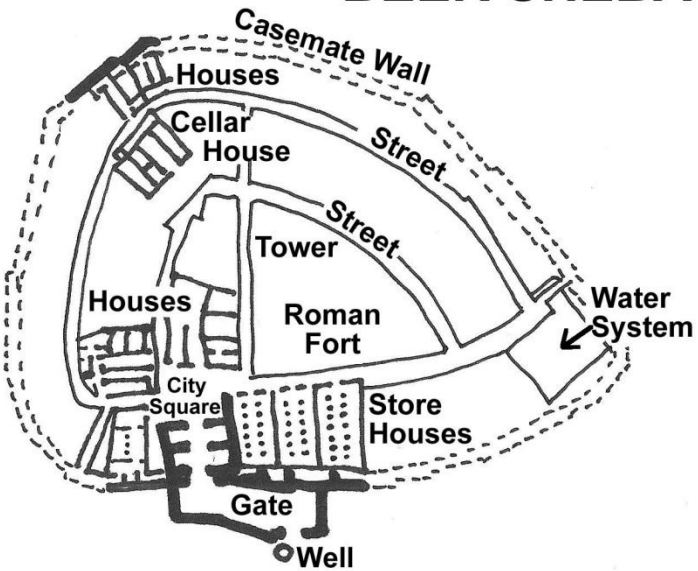 Casemate Wall
Houses
Cellar
House
Street
Street
Tower
Houses
Roman
Fort
Water
System
City
Square
Store
Houses
Gate
Well